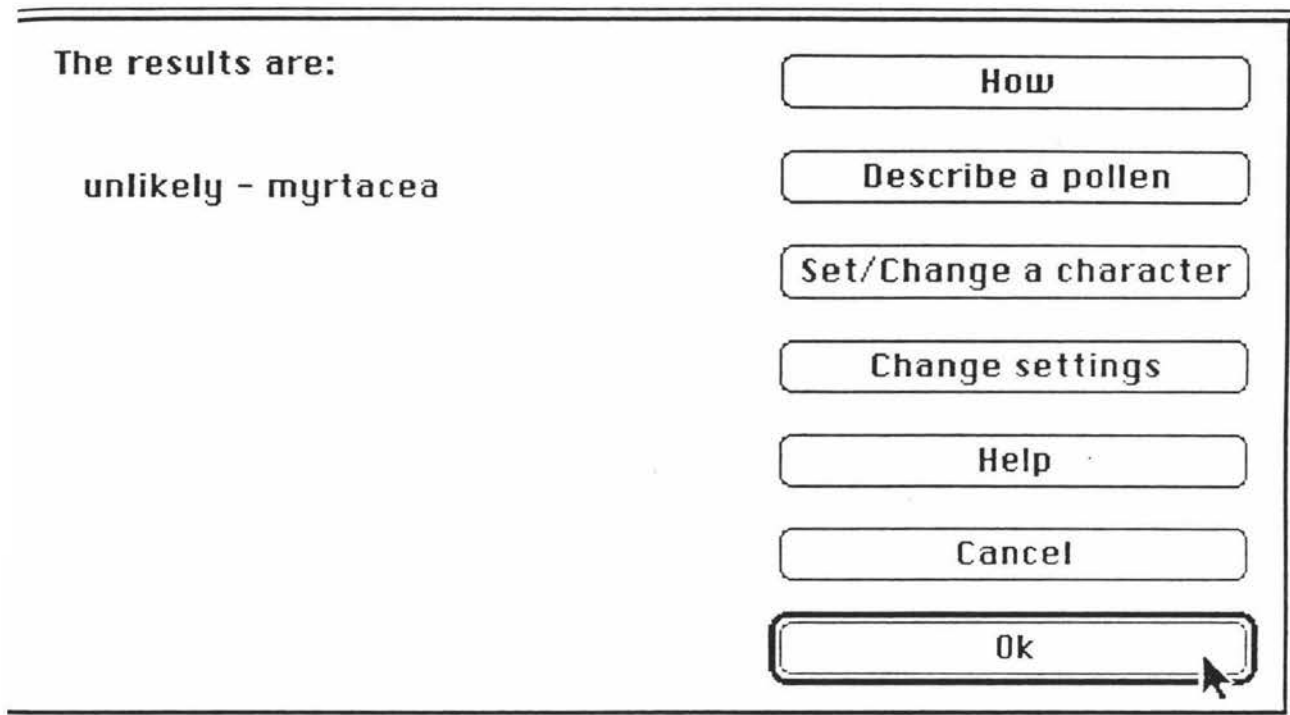 The results are:
unlikely - myrtacea
How
Describe a pollen
Set/Change a character
Change settings
Help
Cancel
Ok